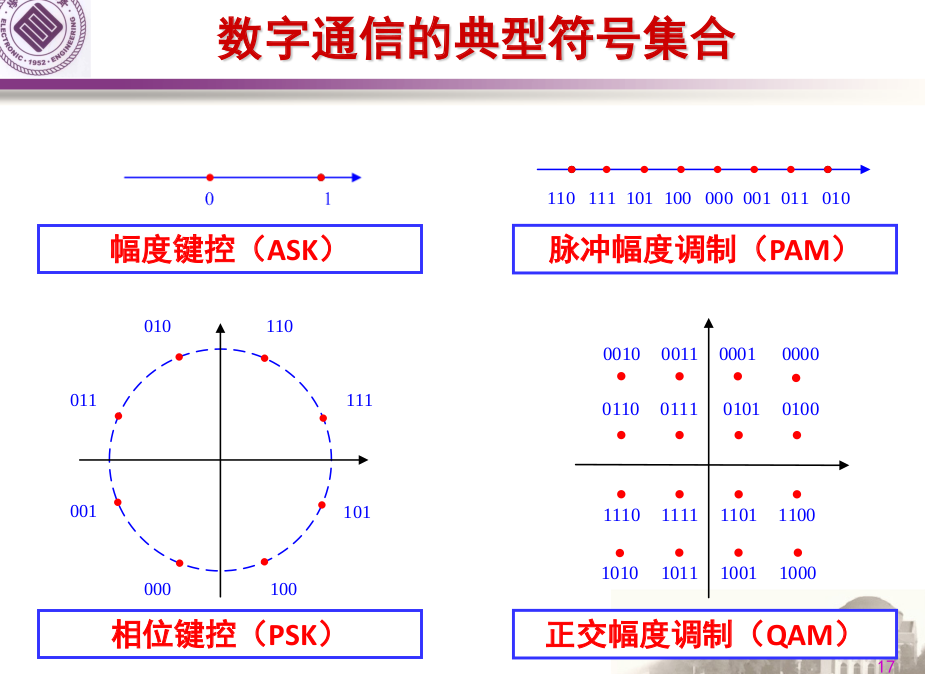 数字通信的典型符号集合
ELECTRONIC · 1952 · ENGINEERING
0 1
110 111 101 100 000 001 011 010
幅度键控（ASK）
脉冲幅度调制（PAM）
010 110
011 111
001 101
000 100
0010 0011 0001 0000
0110 0111 0101 0100
1110 1111 1101 1100
1010 1011 1001 1000
相位键控（PSK）
正交幅度调制（QAM）
17